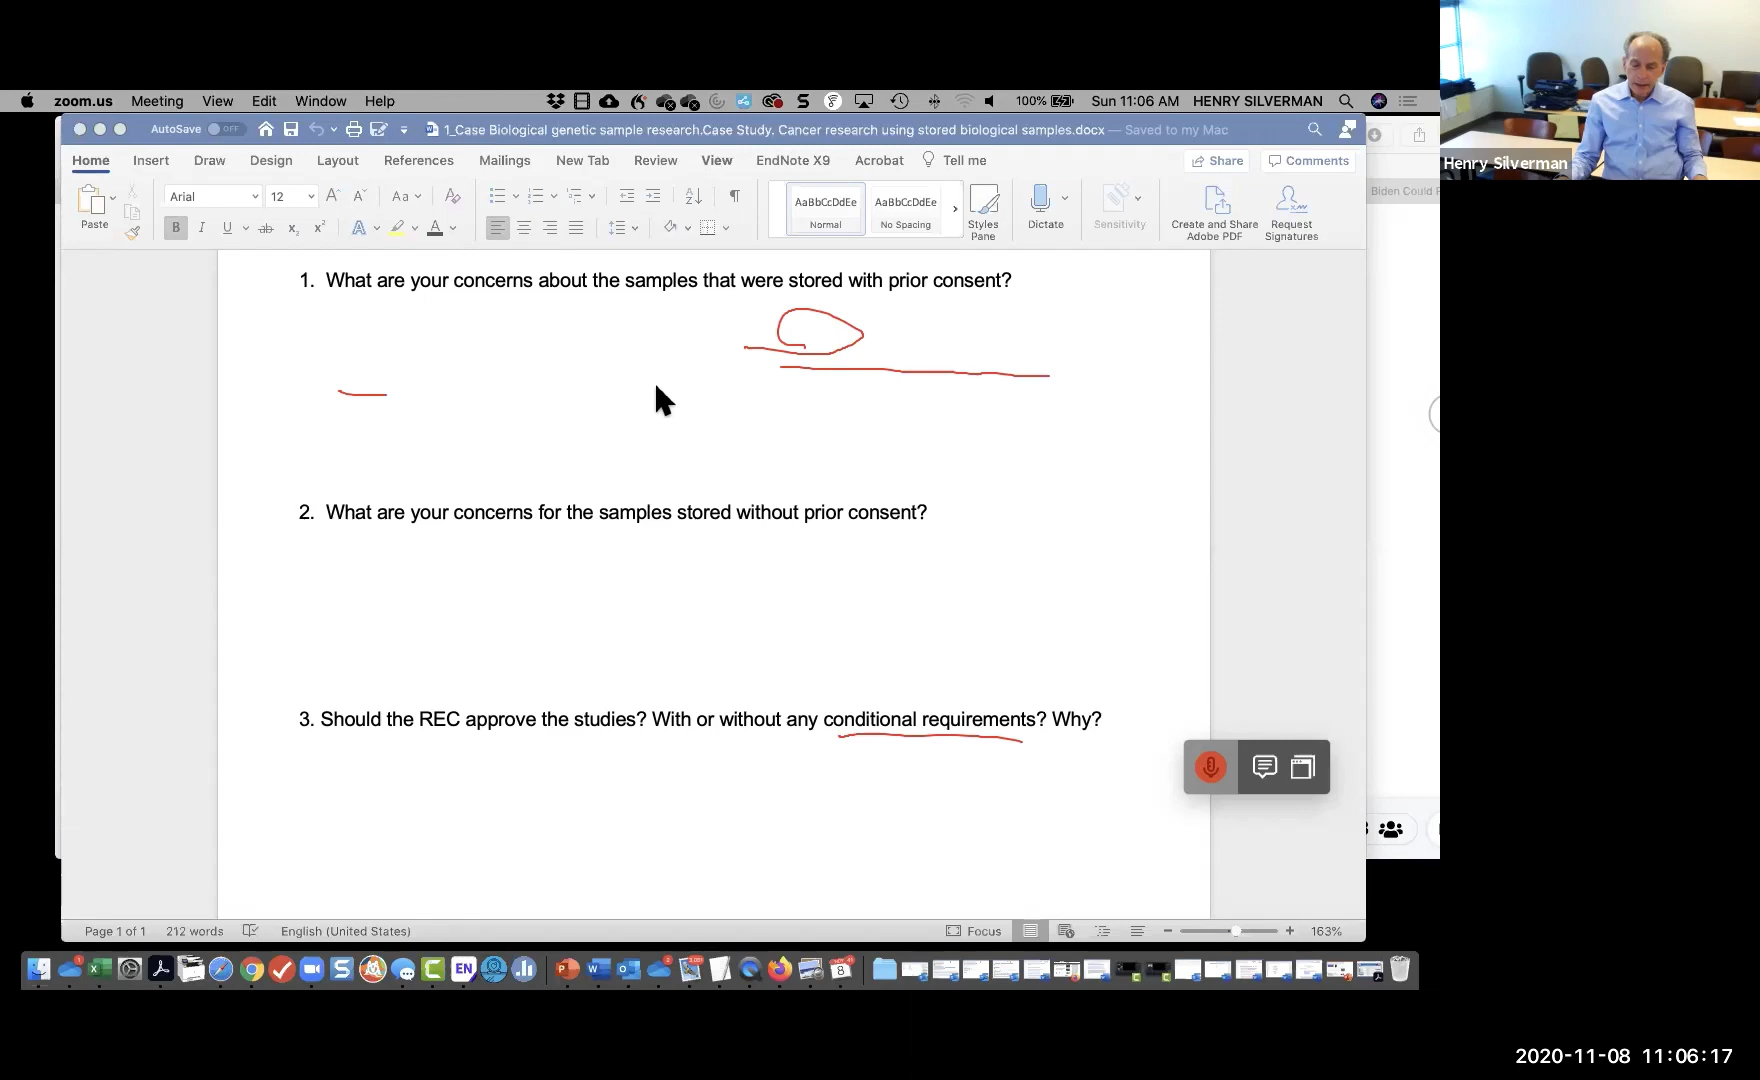 zoom.us Meeting View Edit Window Help 100% Sun 11:06 AM HENRY SILVERMAN
AutoSave OFF 1_Case Biological genetic sample research.Case Study. Cancer research using stored biological samples.docx — Saved to my Mac
Home Insert Draw Design Layout References Mailings New Tab Review View EndNote X9 Acrobat Tell me Share Comments
Henry Silverman
Biden Could
Paste
Arial 12
Aa
AaBbCcDdEe
Normal
AaBbCcDdEe
No Spacing
Styles
Pane
Dictate
Sensitivity
Create and Share
Adobe PDF
Request
Signatures
1. What are your concerns about the samples that were stored with prior consent?
2. What are your concerns for the samples stored without prior consent?
3. Should the REC approve the studies? With or without any conditional requirements? Why?
Page 1 of 1 212 words English (United States) Focus 163%
EN
8
2020-11-08 11:06:17